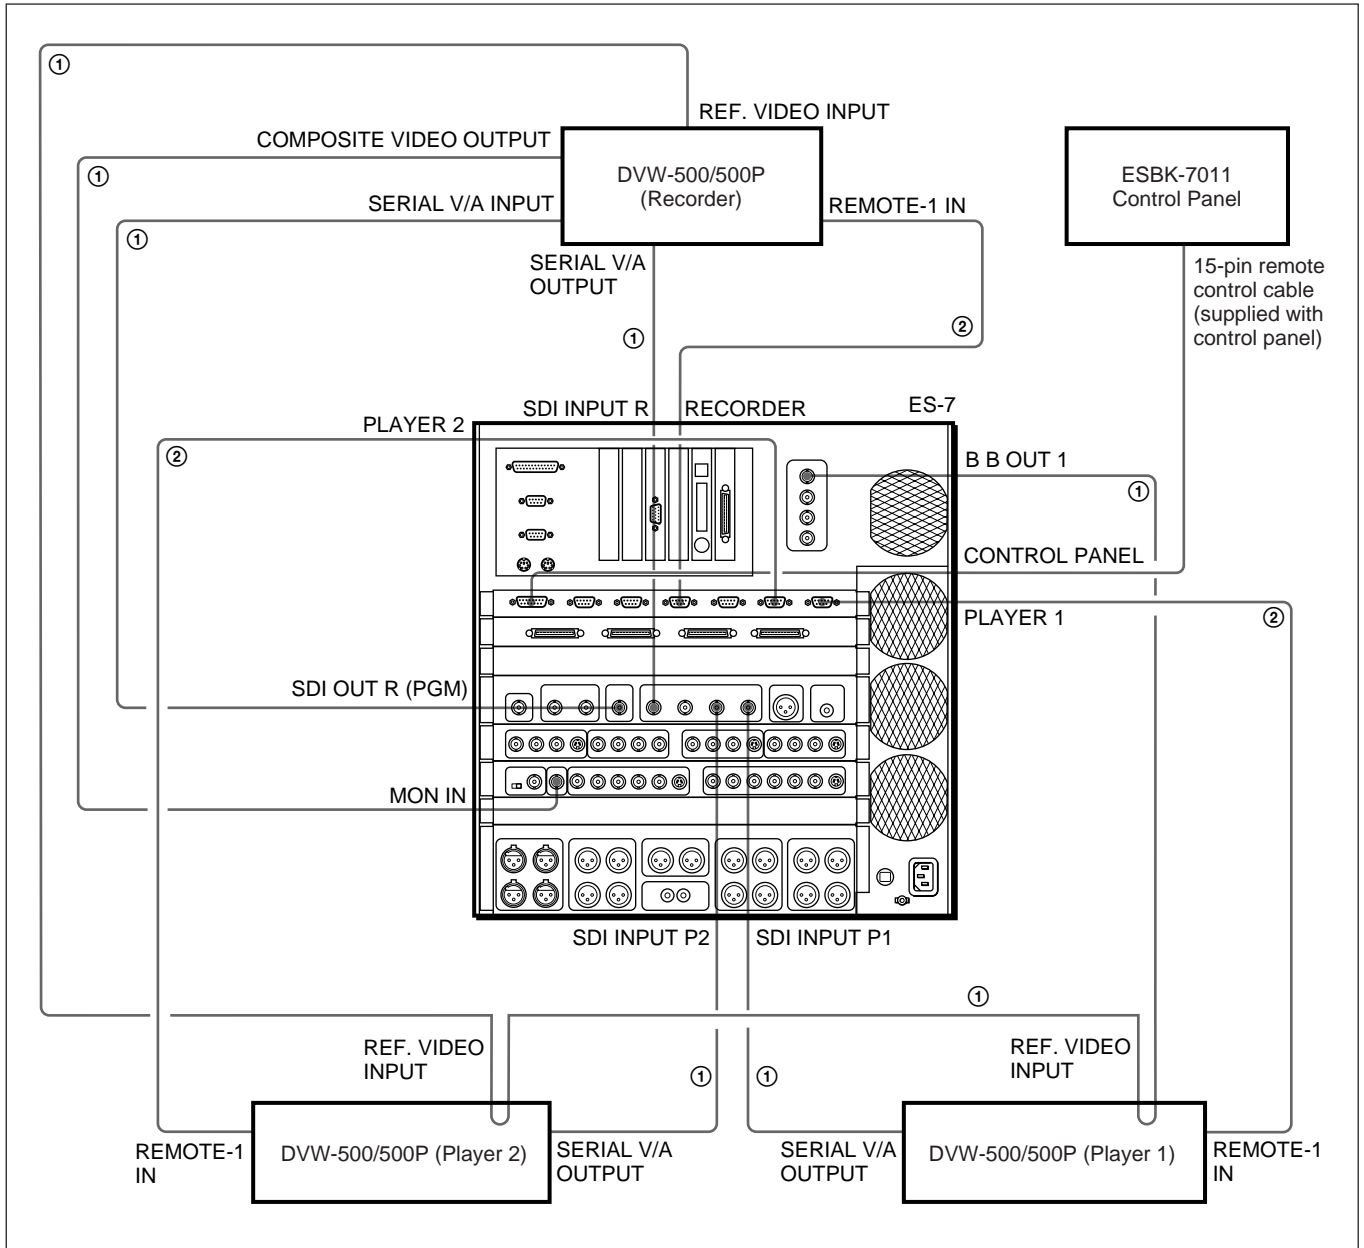 ①
REF. VIDEO INPUT
COMPOSITE VIDEO OUTPUT
①
DVW-500/500P
(Recorder)
ESBK-7011
Control Panel
SERIAL V/A INPUT
①
REMOTE-1 IN
SERIAL V/A
OUTPUT
15-pin remote
control cable
(supplied with
control panel)
①
②
SDI INPUT R
RECORDER
ES-7
PLAYER 2
②
B B OUT 1
①
CONTROL PANEL
PLAYER 1
②
SDI OUT R (PGM)
MON IN
SDI INPUT P2
SDI INPUT P1
①
REF. VIDEO
INPUT
①
①
REF. VIDEO
INPUT
REMOTE-1
IN
DVW-500/500P (Player 2)
SERIAL V/A
OUTPUT
SERIAL V/A
OUTPUT
DVW-500/500P (Player 1)
REMOTE-1
IN